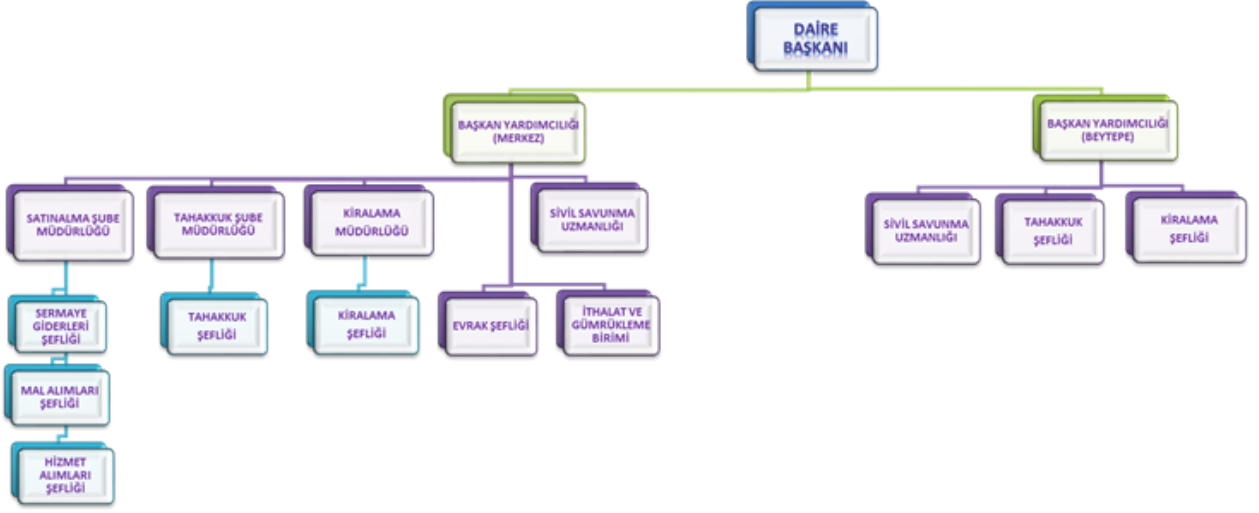 DAİRE
BAŞKANI
BAŞKAN YARDIMCILIĞI
(MERKEZ)
BAŞKAN YARDIMCILIĞI
(BEYTEPE)
SATINALMA ŞUBE
MÜDÜRLÜĞÜ
TAHAKKUK ŞUBE
MÜDÜRLÜĞÜ
KİRALAMA
MÜDÜRLÜĞÜ
SİVİL SAVUNMA
UZMANLIĞI
SİVİL SAVUNMA
UZMANLIĞI
TAHAKKUK
ŞEFLİĞİ
KİRALAMA
ŞEFLİĞİ
SERMAYE
GİDERLERİ
ŞEFLİĞİ
TAHAKKUK
ŞEFLİĞİ
KİRALAMA
ŞEFLİĞİ
EVRAK ŞEFLİĞİ
İTHALAT VE
GÜMRÜKLEME
BİRİMİ
MAL ALIMLARI
ŞEFLİĞİ
HİZMET
ALIMLARI
ŞEFLİĞİ